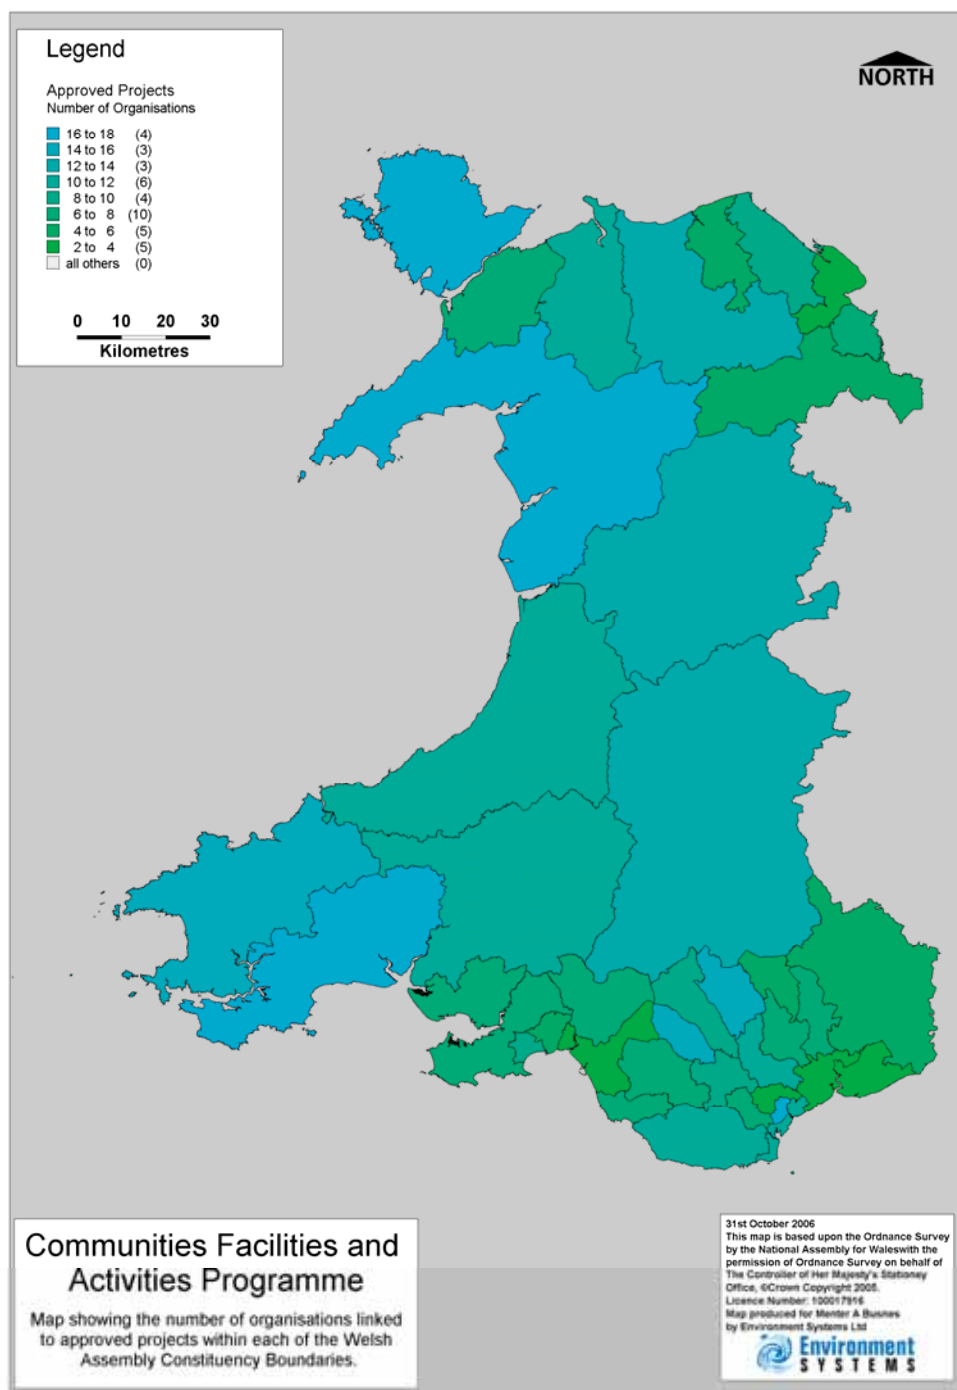 Legend
Approved Projects
Number of Organisations
16 to 18 (4)
14 to 16 (3)
12 to 14 (3)
10 to 12 (6)
8 to 10 (4)
6 to 8 (10)
4 to 6 (5)
2 to 4 (5)
all others (0)
0 10 20 30
Kilometres
NORTH
Communities Facilities and
Activities Programme
Map showing the number of organisations linked
to approved projects within each of the Welsh
Assembly Constituency Boundaries.
31st October 2006
This map is based upon the Ordnance Survey
by the National Assembly for Waleswith the
permission of Ordnance Survey on behalf of
The Controller of Her Majesty's Stationey
Office, ©Crown Copyright 2005.
Licence Number: 100017916
Map produced for Menter A Busnes
by Environment Systems Ltd
Environment
SYSTEMS